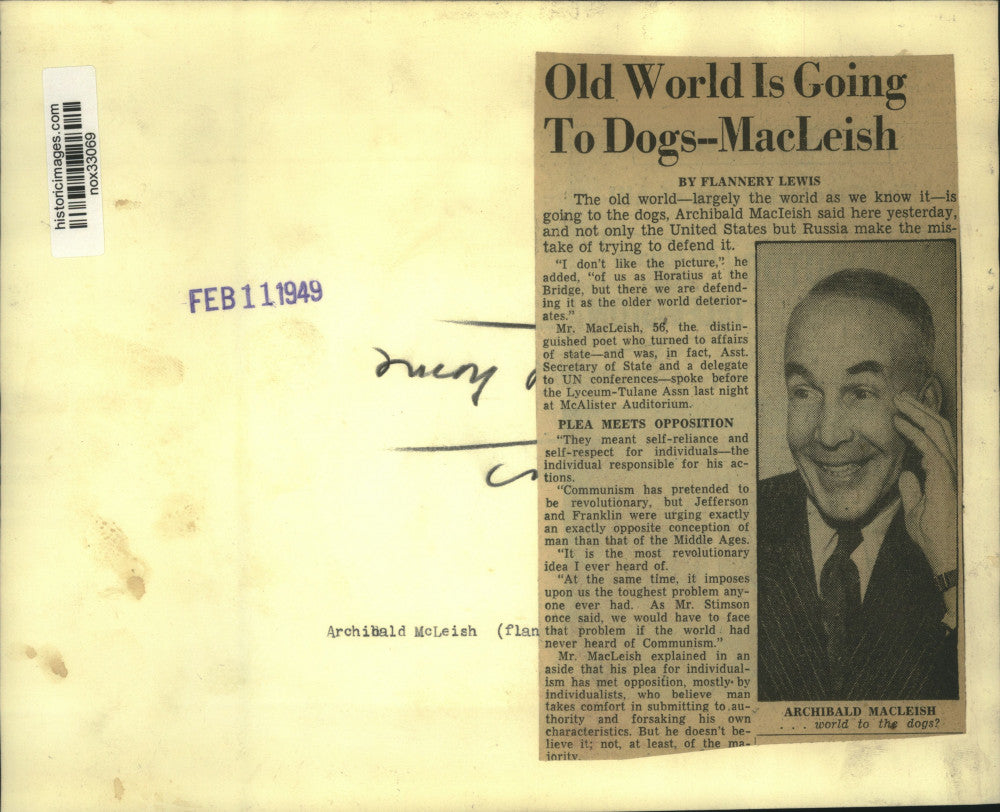 historicimages.com
nox33069
FEB 11 1949
Archibald McLeish (flan
Old World Is Going
To Dogs--MacLeish
BY FLANNERY LEWIS
The old world—largely the world as we know it—is
going to the dogs, Archibald MacIeish said here yesterday,
and not only the United States but Russia make the mis-
take of trying to defend it.
"I don't like the picture," he
added, "of us as Horatius at the
Bridge, but there we are defend-
ing it as the older world deterior-
ates."
Mr. MacLeish, 56, the distin-
guished poet who turned to affairs
of state—and was, in fact, Asst.
Secretary of State and a delegate
to UN conferences—spoke before
the Lyceum-Tulane Assn last night
at McAlister Auditorium.
PLEA MEETS OPPOSITION
"They meant self-reliance and
self-respect for individuals—the
individual responsible for his ac-
tions.
"Communism has pretended to
be revolutionary, but Jefferson
and Franklin were urging exactly
an exactly opposite conception of
man than that of the Middle Ages.
"It is the most revolutionary
idea I ever heard of.
"At the same time, it imposes
upon us the toughest problem any-
one ever had. As Mr. Stimson
once said, we would have to face
that problem if the world had
never heard of Communism."
Mr. MacLeish explained in an
aside that his plea for individual-
ism has met opposition, mostly by
individualists, who believe man
takes comfort in submitting to au-
thority and forsaking his own
characteristics. But he doesn't be-
lieve it; not, at least, of the ma-
jority.
ARCHIBALD MACLEISH
. . . world to the dogs?